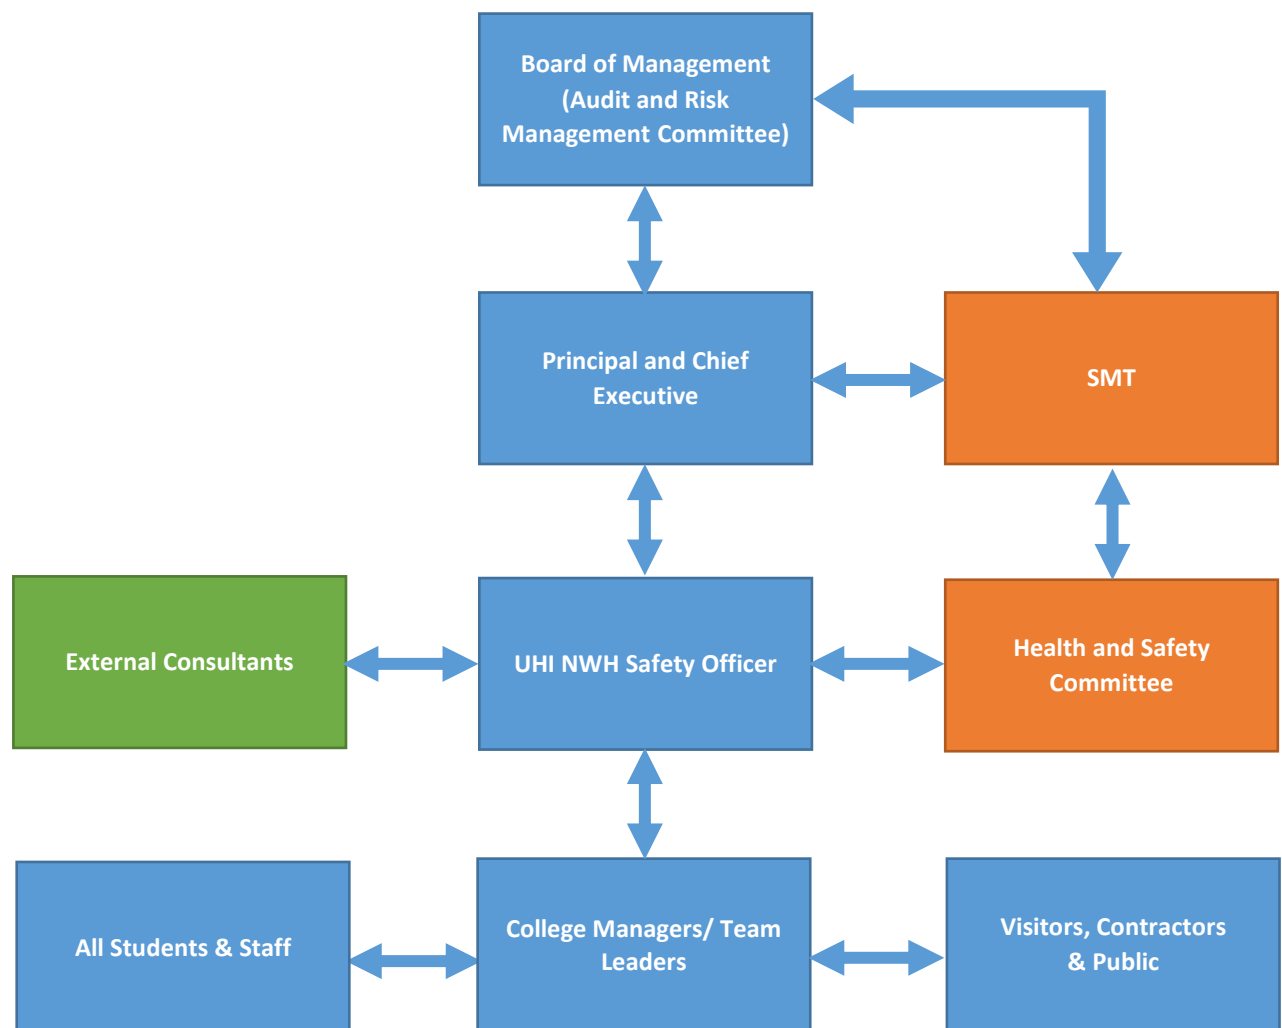 Board of Management
(Audit and Risk
Management Committee)
Principal and Chief
Executive
SMT
External Consultants
UHI NWH Safety Officer
Health and Safety
Committee
All Students & Staff
College Managers/ Team
Leaders
Visitors, Contractors
& Public